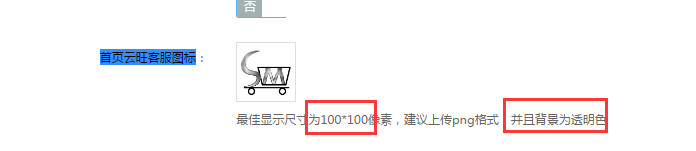 否
首页云旺客服图标：
SM
最佳显示尺寸为100*100像素，建议上传png格式，并且背景为透明色